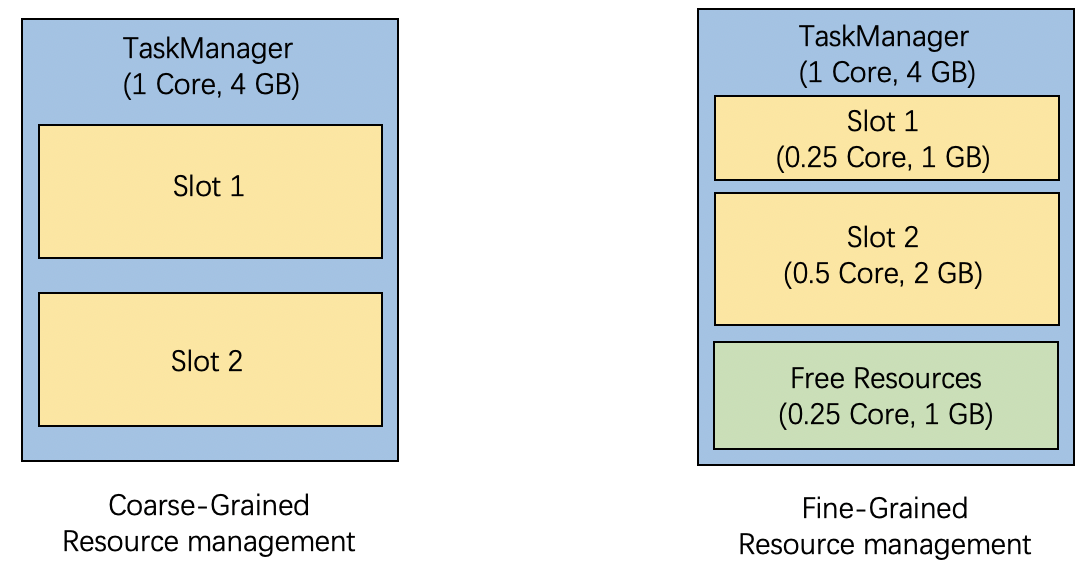 TaskManager
(1 Core, 4 GB)
Slot 1
Slot 2
Coarse-Grained
Resource management
TaskManager
(1 Core, 4 GB)
Slot 1
(0.25 Core, 1 GB)
Slot 2
(0.5 Core, 2 GB)
Free Resources
(0.25 Core, 1 GB)
Fine-Grained
Resource management